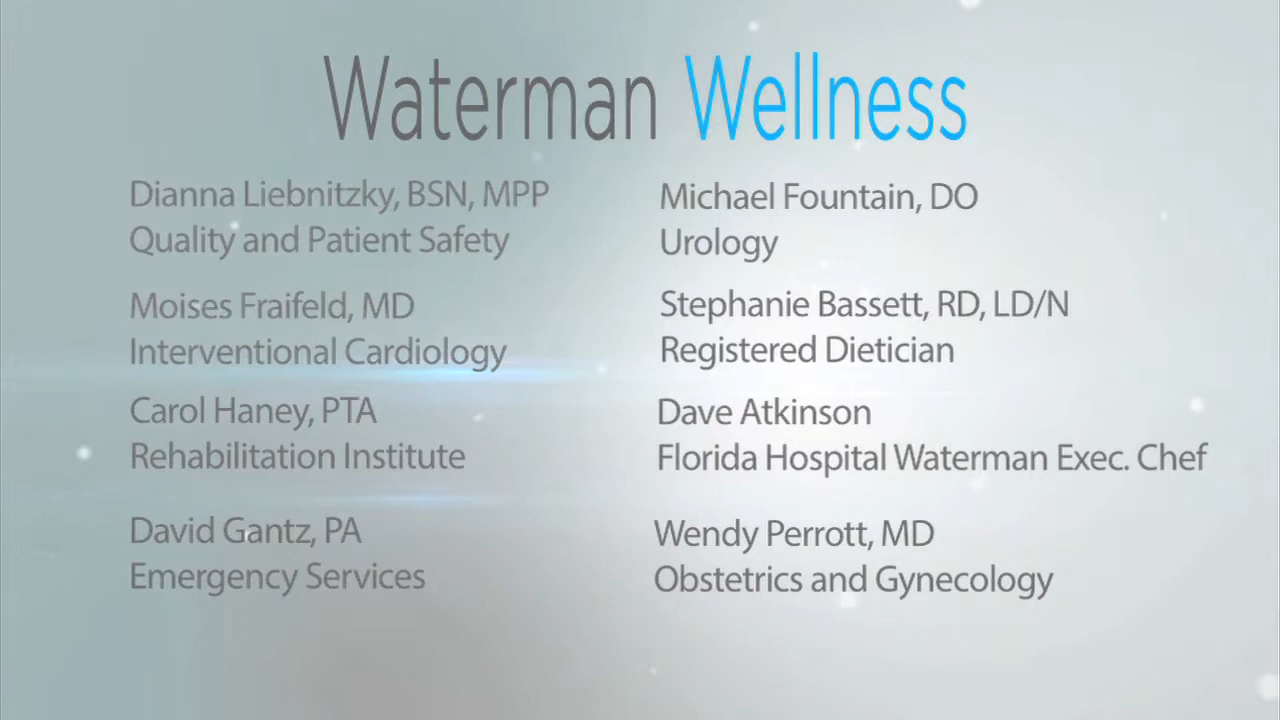 Waterman Wellness
Dianna Liebnitzky, BSN, MPP
Quality and Patient Safety
Moises Fraifeld, MD
Interventional Cardiology
Carol Haney, PTA
Rehabilitation Institute
David Gantz, PA
Emergency Services
Michael Fountain, DO
Urology
Stephanie Bassett, RD, LD/N
Registered Dietician
Dave Atkinson
Florida Hospital Waterman Exec. Chef
Wendy Perrott, MD
Obstetrics and Gynecology